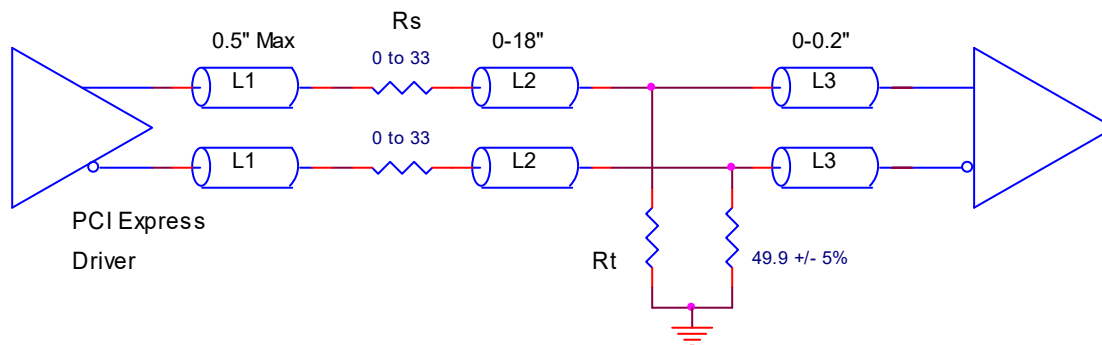 Rs
0.5" Max
0-18"
0-0.2"
0 to 33
L1
L2
L3
0 to 33
L1
L2
L3
PCI Express
Driver
Rt
49.9 +/- 5%